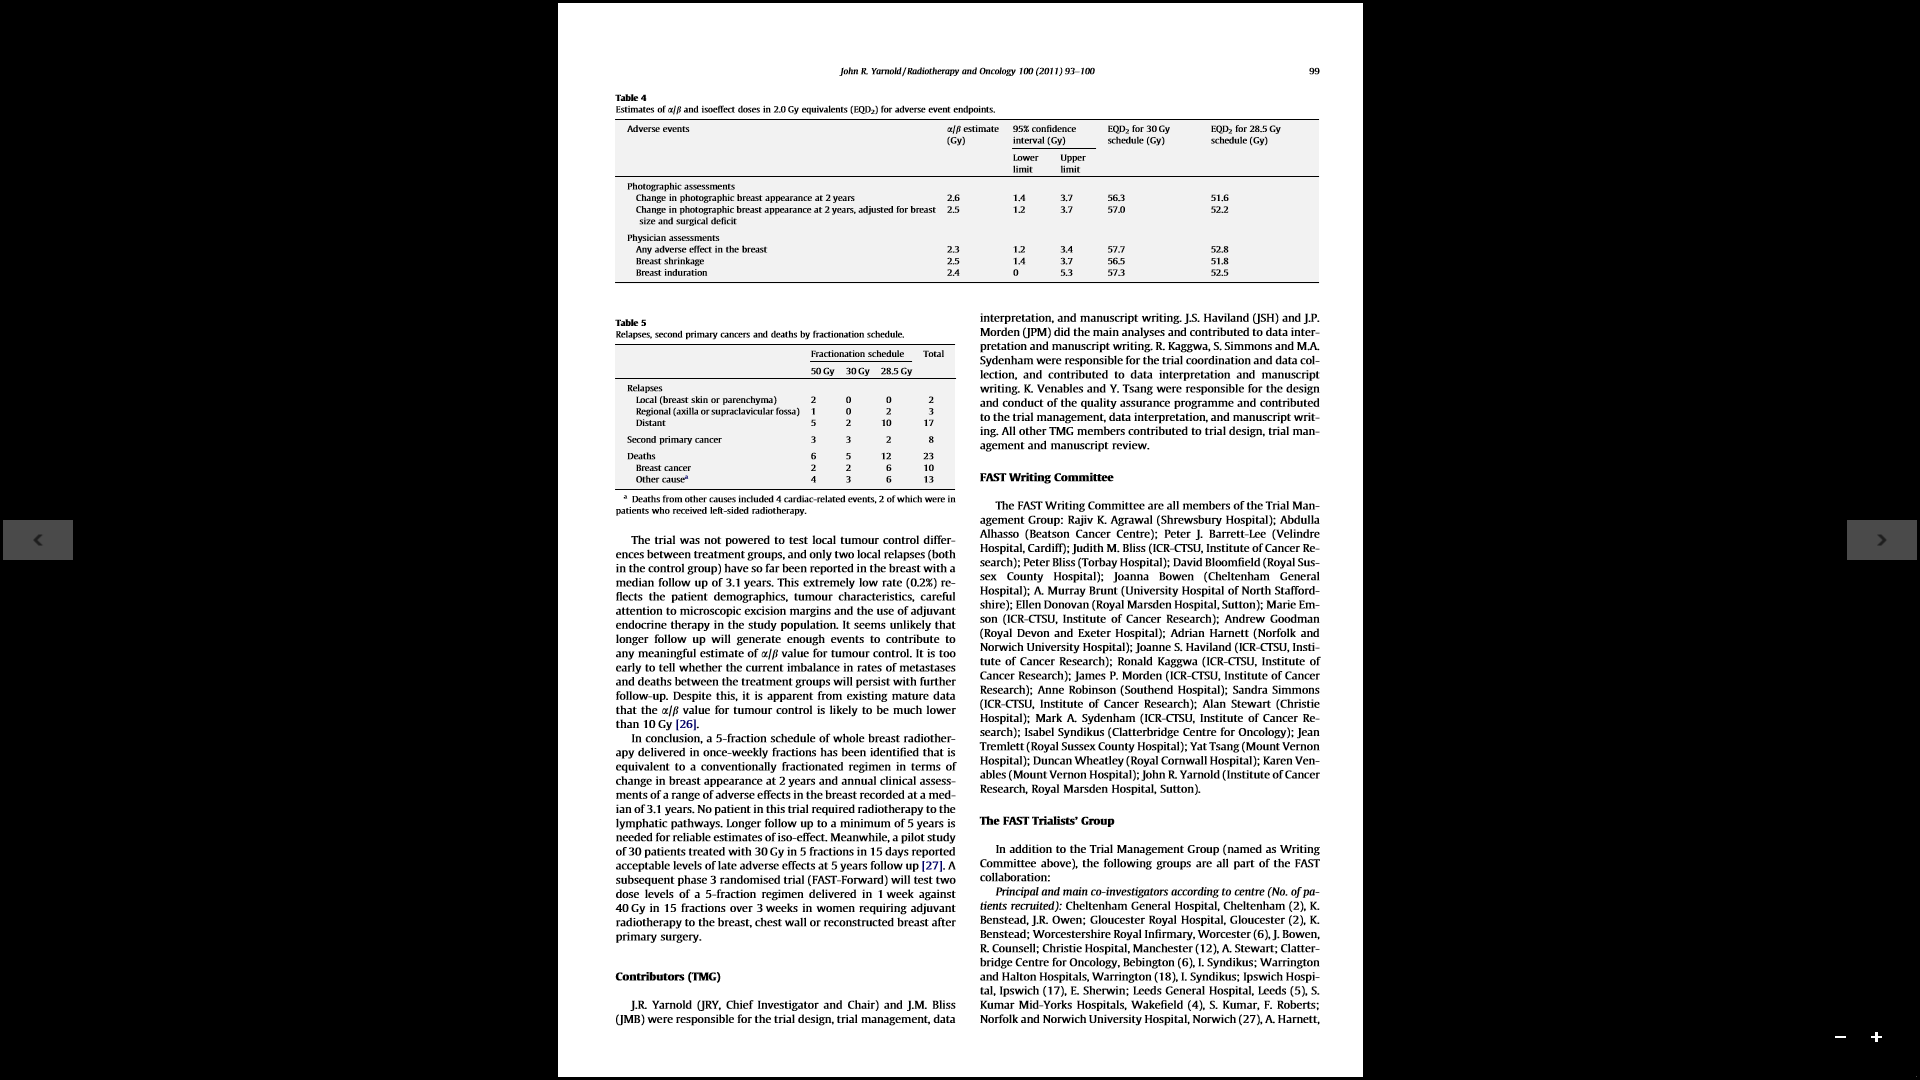 John R. Yarnold / Radiotherapy and Oncology 100 (2011) 93–100
99
Table 4
Estimates of α/β and isoeffect doses in 2.0 Gy equivalents (EQD₂) for adverse event endpoints.
Adverse events α/β estimate (Gy) 95% confidence interval (Gy) EQD₂ for 30 Gy schedule (Gy) EQD₂ for 28.5 Gy schedule (Gy)
Lower limit Upper limit
Photographic assessments
Change in photographic breast appearance at 2 years 2.6 1.4 3.7 56.3 51.6
Change in photographic breast appearance at 2 years, adjusted for breast 2.5 1.2 3.7 57.0 52.2
size and surgical deficit
Physician assessments
Any adverse effect in the breast 2.3 1.2 3.4 57.7 52.8
Breast shrinkage 2.5 1.4 3.7 56.5 51.8
Breast induration 2.4 0 5.3 57.3 52.5
Table 5
Relapses, second primary cancers and deaths by fractionation schedule.
Fractionation schedule Total
50 Gy 30 Gy 28.5 Gy
Relapses
Local (breast skin or parenchyma) 2 0 0 2
Regional (axilla or supraclavicular fossa) 1 0 2 3
Distant 5 2 10 17
Second primary cancer 3 3 2 8
Deaths 6 5 12 23
Breast cancer 2 2 6 10
Other causeᵃ 4 3 6 13
ᵃ Deaths from other causes included 4 cardiac-related events, 2 of which were in
patients who received left-sided radiotherapy.
The trial was not powered to test local tumour control differ-
ences between treatment groups, and only two local relapses (both
in the control group) have so far been reported in the breast with a
median follow up of 3.1 years. This extremely low rate (0.2%) re-
flects the patient demographics, tumour characteristics, careful
attention to microscopic excision margins and the use of adjuvant
endocrine therapy in the study population. It seems unlikely that
longer follow up will generate enough events to contribute to
any meaningful estimate of α/β value for tumour control. It is too
early to tell whether the current imbalance in rates of metastases
and deaths between the treatment groups will persist with further
follow-up. Despite this, it is apparent from existing mature data
that the α/β value for tumour control is likely to be much lower
than 10 Gy [26].
In conclusion, a 5-fraction schedule of whole breast radiother-
apy delivered in once-weekly fractions has been identified that is
equivalent to a conventionally fractionated regimen in terms of
change in breast appearance at 2 years and annual clinical assess-
ments of a range of adverse effects in the breast recorded at a med-
ian of 3.1 years. No patient in this trial required radiotherapy to the
lymphatic pathways. Longer follow up to a minimum of 5 years is
needed for reliable estimates of iso-effect. Meanwhile, a pilot study
of 30 patients treated with 30 Gy in 5 fractions in 15 days reported
acceptable levels of late adverse effects at 5 years follow up [27]. A
subsequent phase 3 randomised trial (FAST-Forward) will test two
dose levels of a 5-fraction regimen delivered in 1 week against
40 Gy in 15 fractions over 3 weeks in women requiring adjuvant
radiotherapy to the breast, chest wall or reconstructed breast after
primary surgery.
Contributors (TMG)
J.R. Yarnold (JRY, Chief Investigator and Chair) and J.M. Bliss
(JMB) were responsible for the trial design, trial management, data
interpretation, and manuscript writing. J.S. Haviland (JSH) and J.P.
Morden (JPM) did the main analyses and contributed to data inter-
pretation and manuscript writing. R. Kaggwa, S. Simmons and M.A.
Sydenham were responsible for the trial coordination and data col-
lection, and contributed to data interpretation and manuscript
writing. K. Venables and Y. Tsang were responsible for the design
and conduct of the quality assurance programme and contributed
to the trial management, data interpretation, and manuscript writ-
ing. All other TMG members contributed to trial design, trial man-
agement and manuscript review.
FAST Writing Committee
The FAST Writing Committee are all members of the Trial Man-
agement Group: Rajiv K. Agrawal (Shrewsbury Hospital); Abdulla
Alhasso (Beatson Cancer Centre); Peter J. Barrett-Lee (Velindre
Hospital, Cardiff); Judith M. Bliss (ICR-CTSU, Institute of Cancer Re-
search); Peter Bliss (Torbay Hospital); David Bloomfield (Royal Sus-
sex County Hospital); Joanna Bowen (Cheltenham General
Hospital); A. Murray Brunt (University Hospital of North Stafford-
shire); Ellen Donovan (Royal Marsden Hospital, Sutton); Marie Em-
son (ICR-CTSU, Institute of Cancer Research); Andrew Goodman
(Royal Devon and Exeter Hospital); Adrian Harnett (Norfolk and
Norwich University Hospital); Joanne S. Haviland (ICR-CTSU, Insti-
tute of Cancer Research); Ronald Kaggwa (ICR-CTSU, Institute of
Cancer Research); James P. Morden (ICR-CTSU, Institute of Cancer
Research); Anne Robinson (Southend Hospital); Sandra Simmons
(ICR-CTSU, Institute of Cancer Research); Alan Stewart (Christie
Hospital); Mark A. Sydenham (ICR-CTSU, Institute of Cancer Re-
search); Isabel Syndikus (Clatterbridge Centre for Oncology); Jean
Tremlett (Royal Sussex County Hospital); Yat Tsang (Mount Vernon
Hospital); Duncan Wheatley (Royal Cornwall Hospital); Karen Ven-
ables (Mount Vernon Hospital); John R. Yarnold (Institute of Cancer
Research, Royal Marsden Hospital, Sutton).
The FAST Trialists' Group
In addition to the Trial Management Group (named as Writing
Committee above), the following groups are all part of the FAST
collaboration:
Principal and main co-investigators according to centre (No. of pa-
tients recruited): Cheltenham General Hospital, Cheltenham (2), K.
Benstead, J.R. Owen; Gloucester Royal Hospital, Gloucester (2), K.
Benstead; Worcestershire Royal Infirmary, Worcester (6), J. Bowen,
R. Counsell; Christie Hospital, Manchester (12), A. Stewart; Clatter-
bridge Centre for Oncology, Bebington (6), I. Syndikus; Warrington
and Halton Hospitals, Warrington (18), I. Syndikus; Ipswich Hospi-
tal, Ipswich (17), E. Sherwin; Leeds General Hospital, Leeds (5), S.
Kumar Mid-Yorks Hospitals, Wakefield (4), S. Kumar, F. Roberts;
Norfolk and Norwich University Hospital, Norwich (27), A. Harnett,